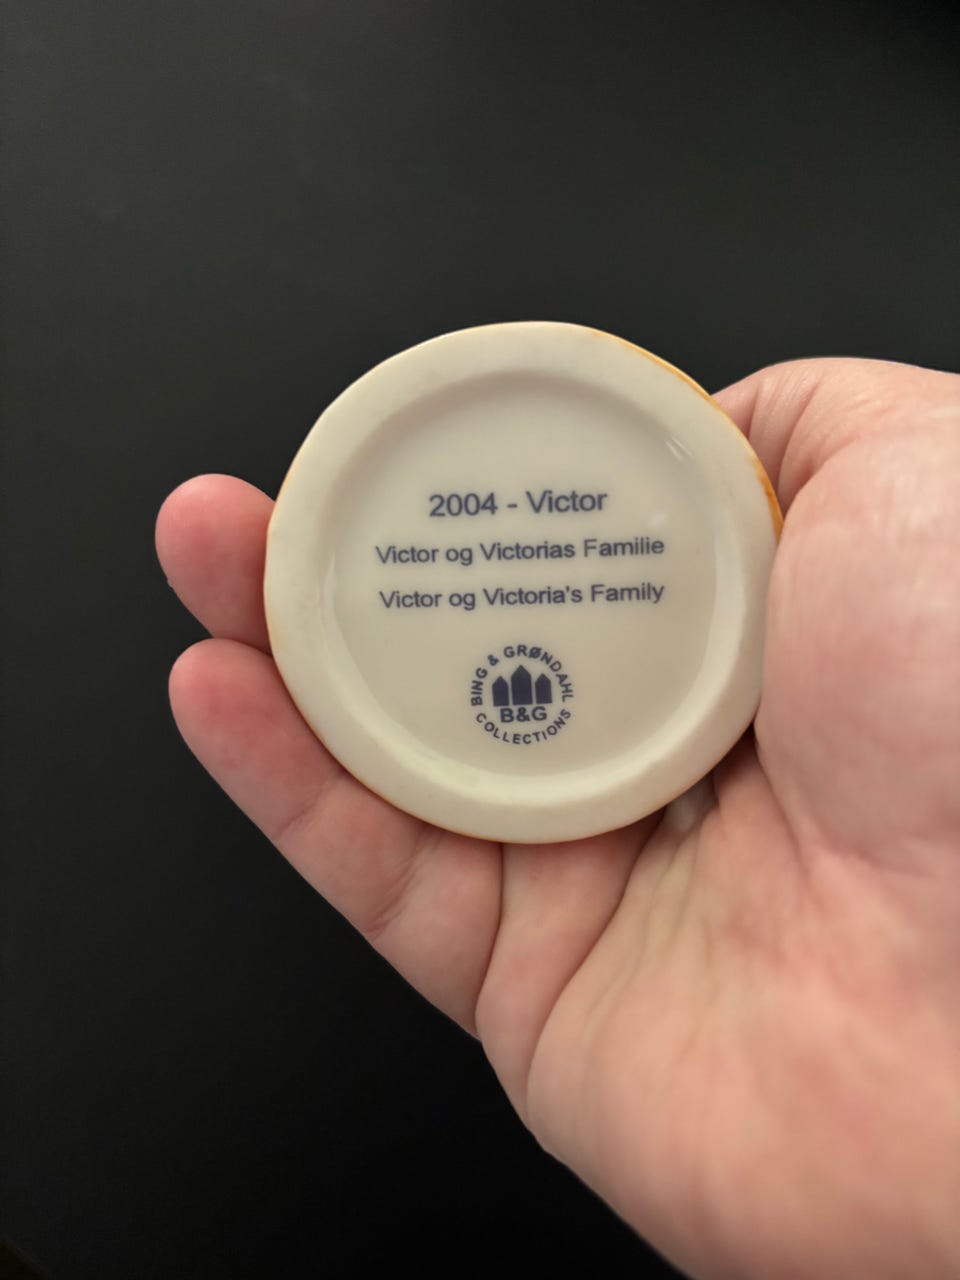 2004 - Victor
Victor og Victorias Familie
Victor og Victoria's Family
BING & GRØNDAHL
B&G
COLLECTIONS